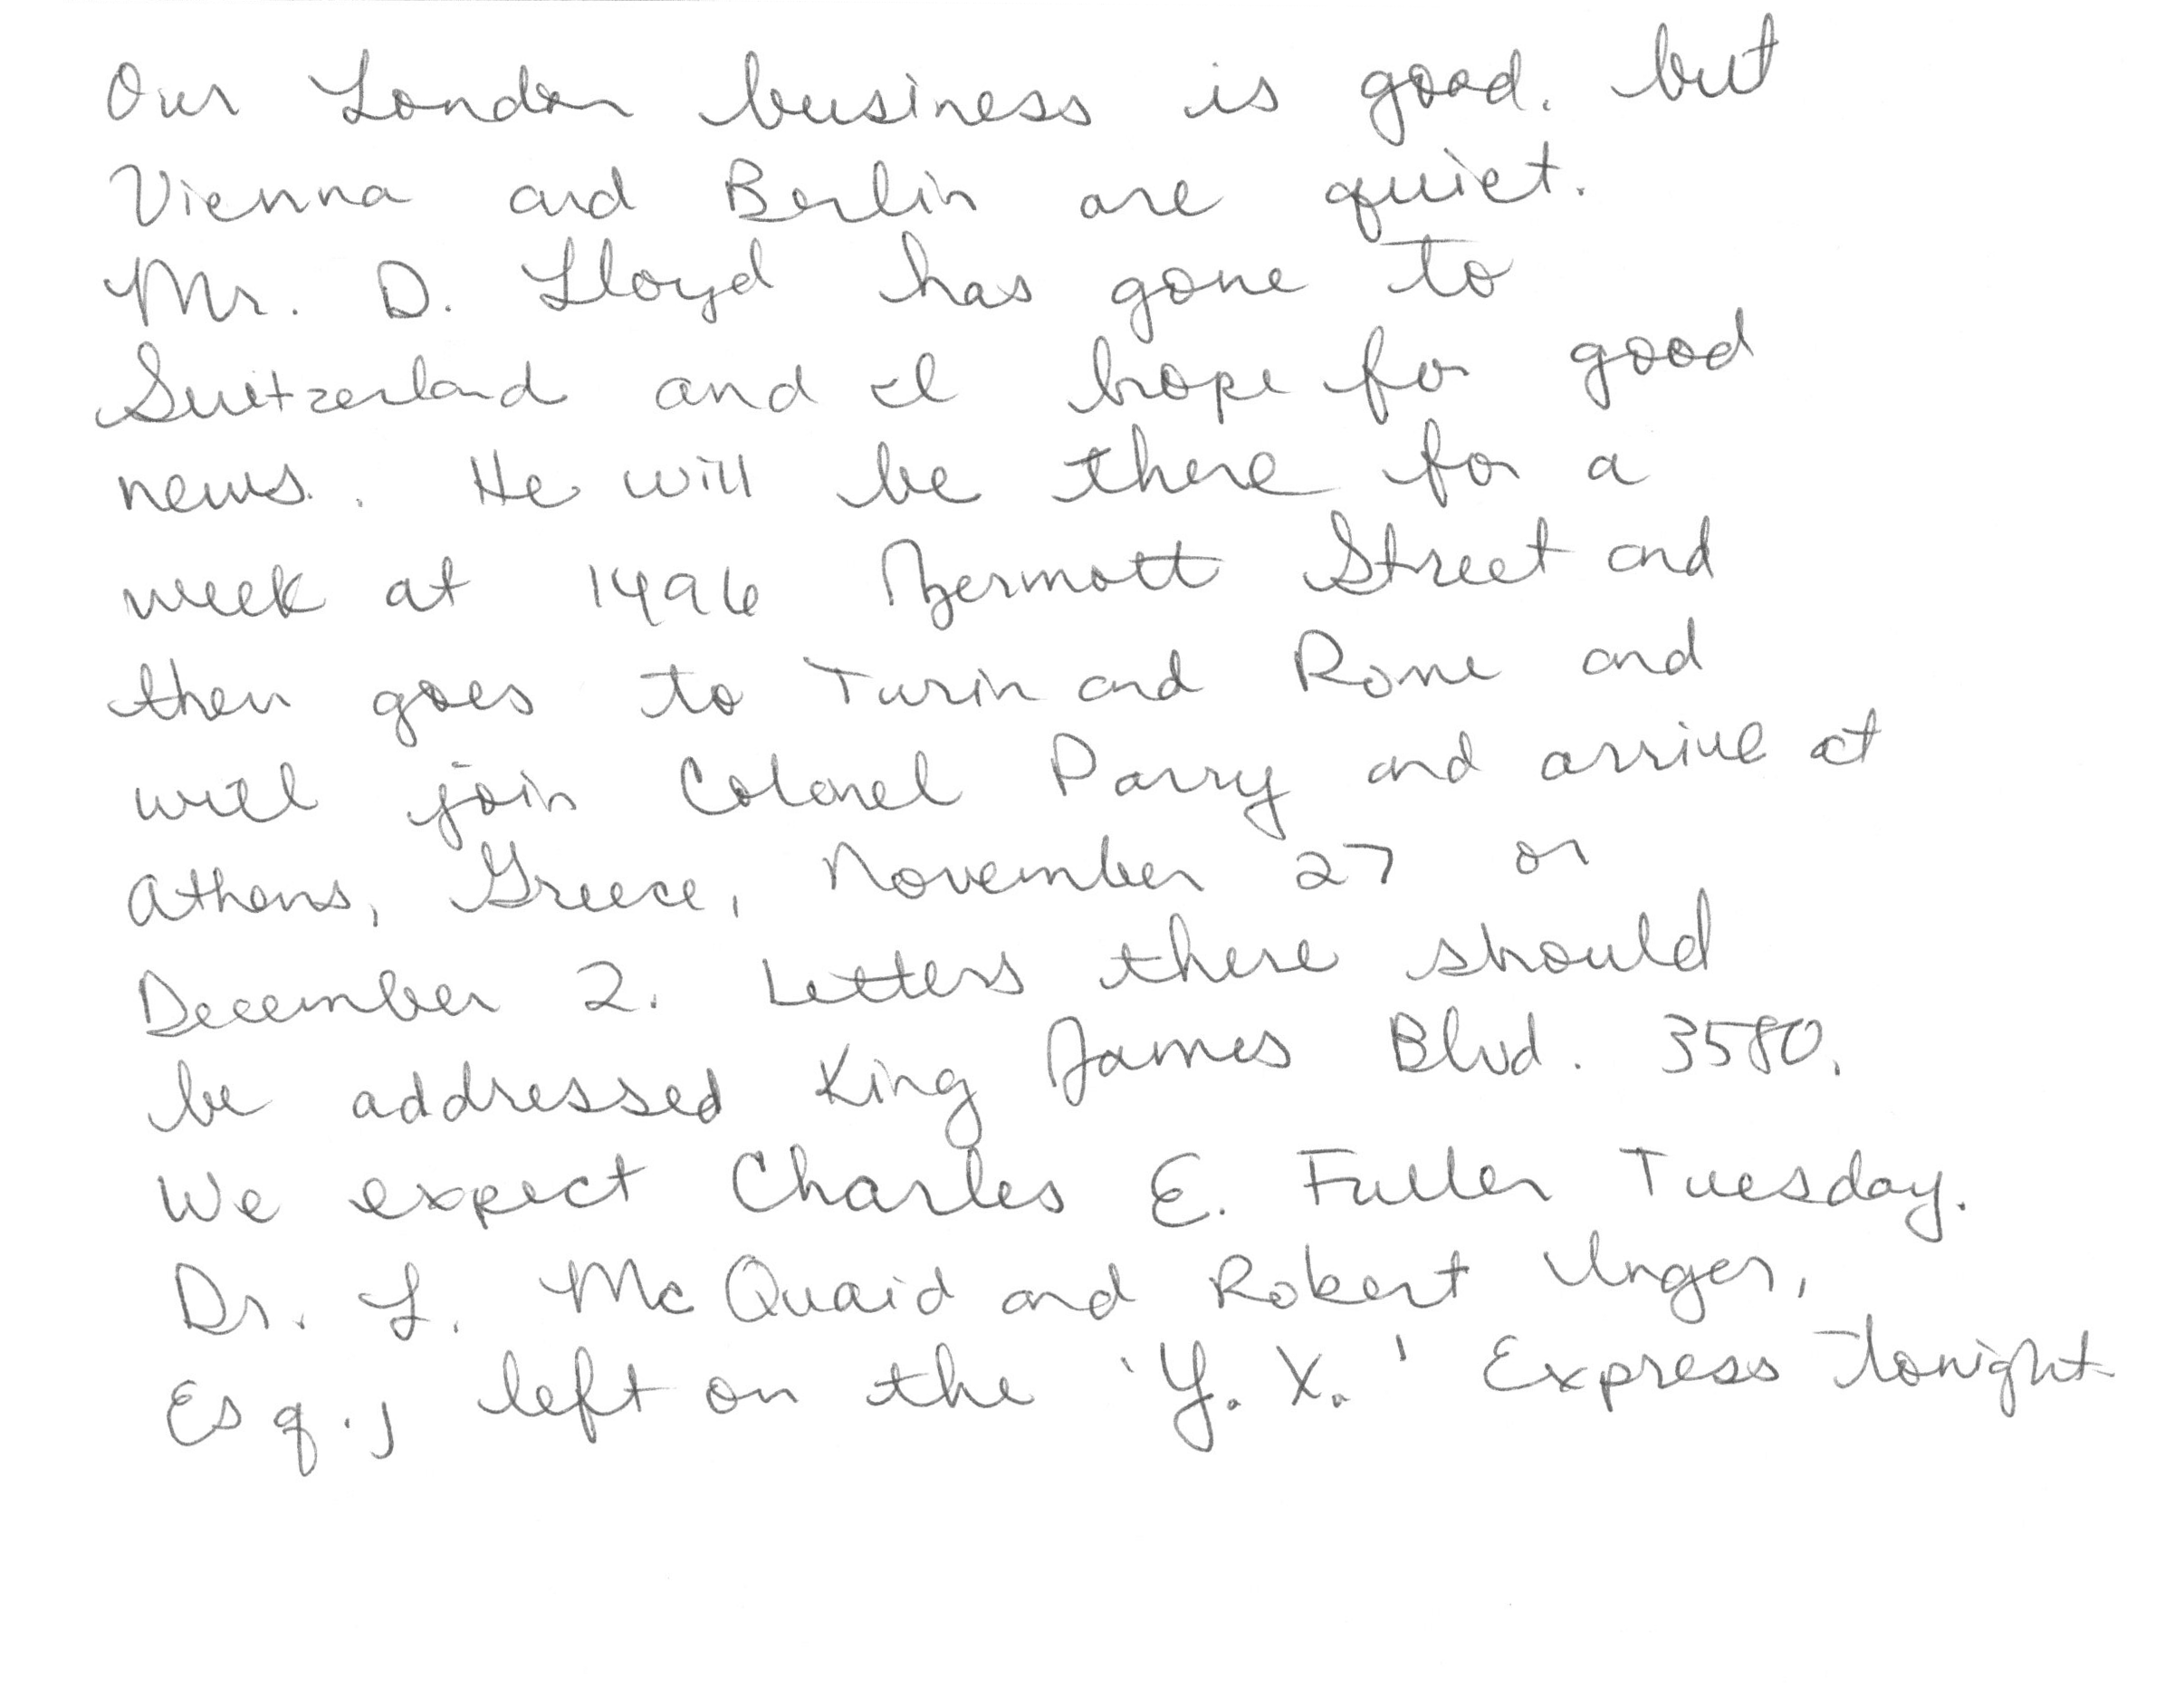 Our London business is good. but
Vienna and Berlin are quiet.
Mr. D. Lloyd has gone to
Switzerland and I hope for good
news. He will be there for a
week at 1496 Zermott Street and
then goes to Turin and Rome and
will join Colonel Parry and arrive at
Athens, Greece, November 27 or
December 2. Letters there should
be addressed King James Blvd. 3580.
We expect Charles E. Fuller Tuesday.
Dr. L. McQuaid and Robert Unger,
Esq., left on the 'Y. X.' Express tonight